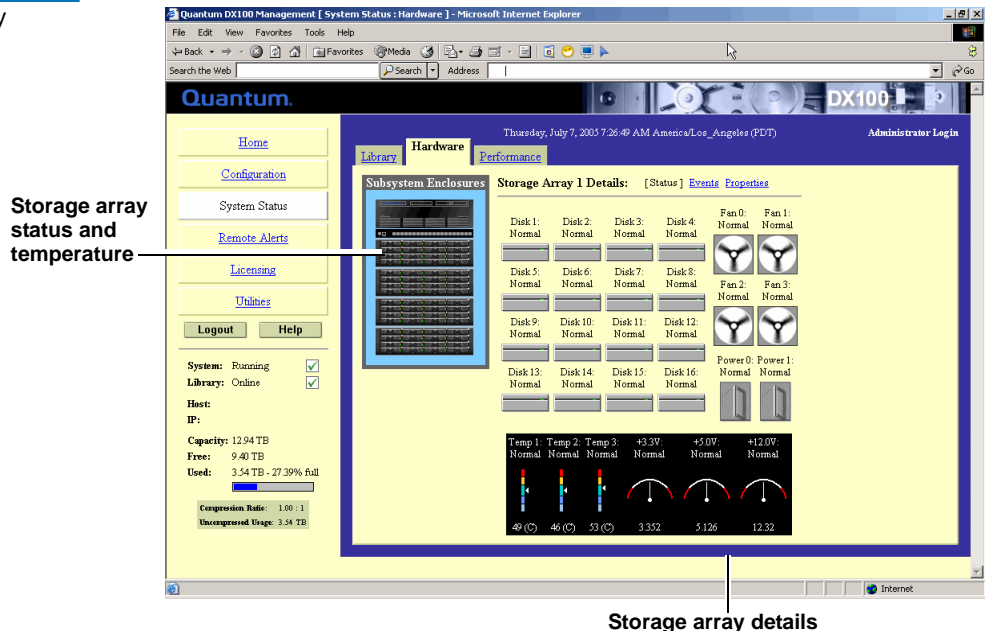 y
Quantum DX100 Management [ System Status : Hardware ] - Microsoft Internet Explorer
File Edit View Favorites Tools Help
Back Favorites Media
Search the Web Search Address Go
Quantum.
DX100
Thursday, July 7, 2005 7:26:49 AM America/Los_Angeles (PDT) Administrator Login
Home
Configuration
System Status
Remote Alerts
Licensing
Utilities
Logout Help
System: Running
Library: Online
Host:
IP:
Capacity: 12.94 TB
Free: 9.40 TB
Used: 3.54 TB - 27.39% full
Compression Ratio: 1.00 : 1
Uncompressed Usage: 3.54 TB
Library Hardware Performance
Subsystem Enclosures
Storage Array 1 Details: [Status] Events Properties
Disk 1: Disk 2: Disk 3: Disk 4:
Normal Normal Normal Normal
Disk 5: Disk 6: Disk 7: Disk 8:
Normal Normal Normal Normal
Disk 9: Disk 10: Disk 11: Disk 12:
Normal Normal Normal Normal
Disk 13: Disk 14: Disk 15: Disk 16:
Normal Normal Normal Normal
Fan 0: Fan 1:
Normal Normal
Fan 2: Fan 3:
Normal Normal
Power 0: Power 1:
Normal Normal
Temp 1: Temp 2: Temp 3: +3.3V: +5.0V: +12.0V:
Normal Normal Normal Normal Normal Normal
49 (C) 46 (C) 53 (C) 3.352 5.126 12.32
Internet
Storage array
status and
temperature
Storage array details